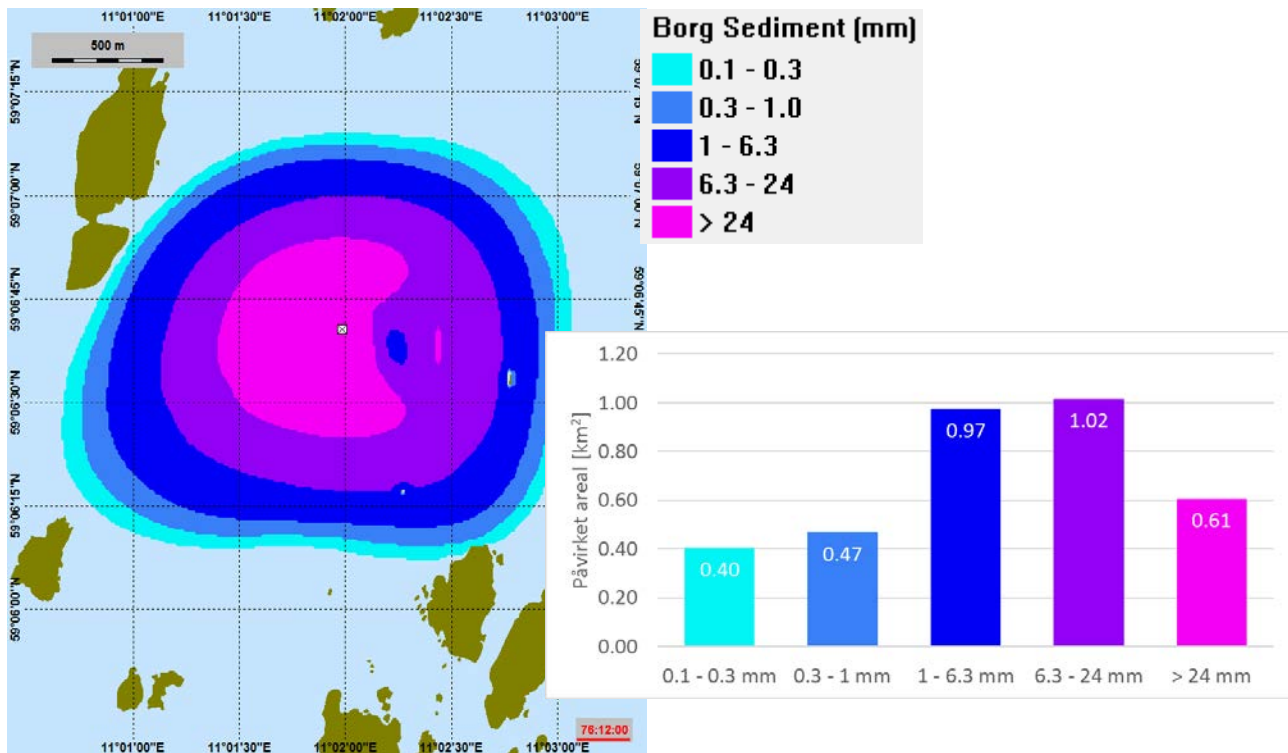 11°01'00"E 11°01'30"E 11°02'00"E 11°02'30"E 11°03'00"E
500 m
59°07'15"N
59°07'00"N
59°06'45"N
59°06'30"N
59°06'15"N
59°06'00"N
59°06'45"N
11°01'00"E 11°01'30"E 11°02'00"E 11°02'30"E 11°03'00"E
76:12:00
Borg Sediment (mm)
0.1 - 0.3
0.3 - 1.0
1 - 6.3
6.3 - 24
> 24
Påvirket areal [km²]
1.20
1.00
0.80
0.60
0.40
0.20
0.00
0.40
0.47
0.97
1.02
0.61
0.1 - 0.3 mm 0.3 - 1 mm 1 - 6.3 mm 6.3 - 24 mm > 24 mm